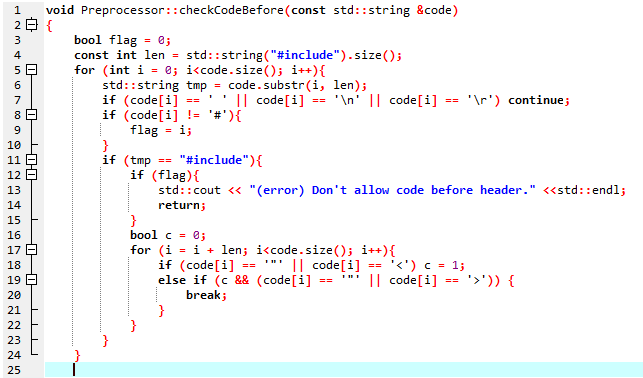 1 void Preprocessor::checkCodeBefore(const std::string &code)
2 {
3     bool flag = 0;
4     const int len = std::string("#include").size();
5     for (int i = 0; i<code.size(); i++){
6         std::string tmp = code.substr(i, len);
7         if (code[i] == ' ' || code[i] == '\n' || code[i] == '\r') continue;
8         if (code[i] != '#'){
9             flag = i;
10         }
11         if (tmp == "#include"){
12             if (flag){
13                 std::cout << "(error) Don't allow code before header." <<std::endl;
14                 return;
15             }
16             bool c = 0;
17             for (i = i + len; i<code.size(); i++){
18                 if (code[i] == '"' || code[i] == '<') c = 1;
19                 else if (c && (code[i] == '"' || code[i] == '>')) {
20                     break;
21                 }
22             }
23         }
24     }
25